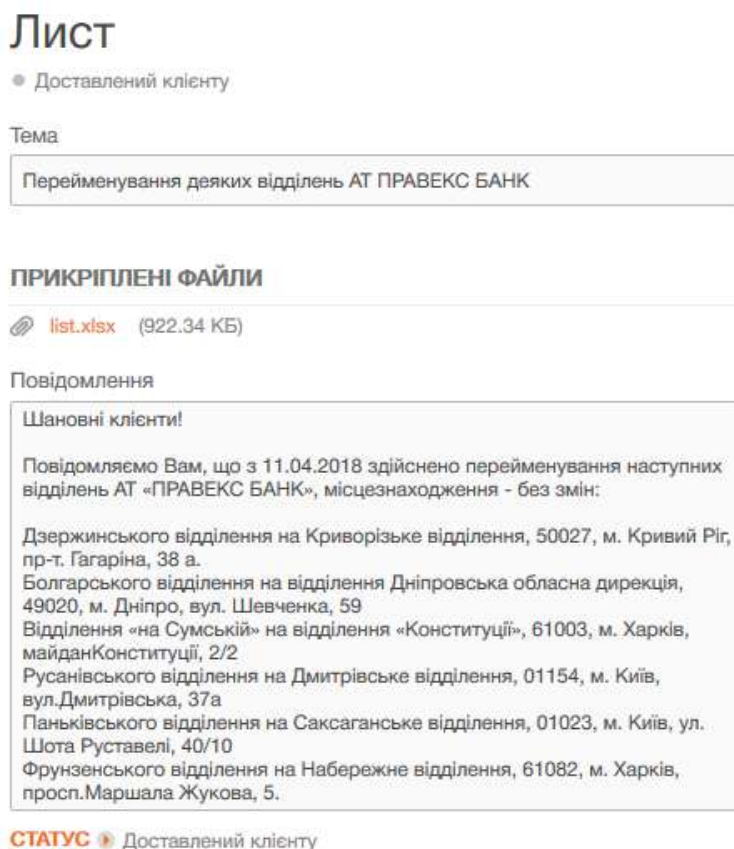 Лист
Доставлений клієнту
Тема
Перейменування деяких відділень АТ ПРАВЕКС БАНК
ПРИКРІПЛЕНІ ФАЙЛИ
list.xlsx (922.34 КБ)
Повідомлення
Шановні клієнти!
Повідомляємо Вам, що з 11.04.2018 здійснено перейменування наступних
відділень АТ «ПРАВЕКС БАНК», місцезнаходження - без змін:
Дзержинського відділення на Криворізьке відділення, 50027, м. Кривий Ріг,
пр-т. Гагаріна, 38 а.
Болгарського відділення на відділення Дніпровська обласна дирекція,
49020, м. Дніпро, вул. Шевченка, 59
Відділення «на Сумській» на відділення «Конституції», 61003, м. Харків,
майданКонституції, 2/2
Русанівського відділення на Дмитрівське відділення, 01154, м. Київ,
вул.Дмитрівська, 37а
Паньківського відділення на Саксаганське відділення, 01023, м. Київ, ул.
Шота Руставелі, 40/10
Фрунзенського відділення на Набережне відділення, 61082, м. Харків,
просп.Маршала Жукова, 5.
СТАТУС Доставлений клієнту